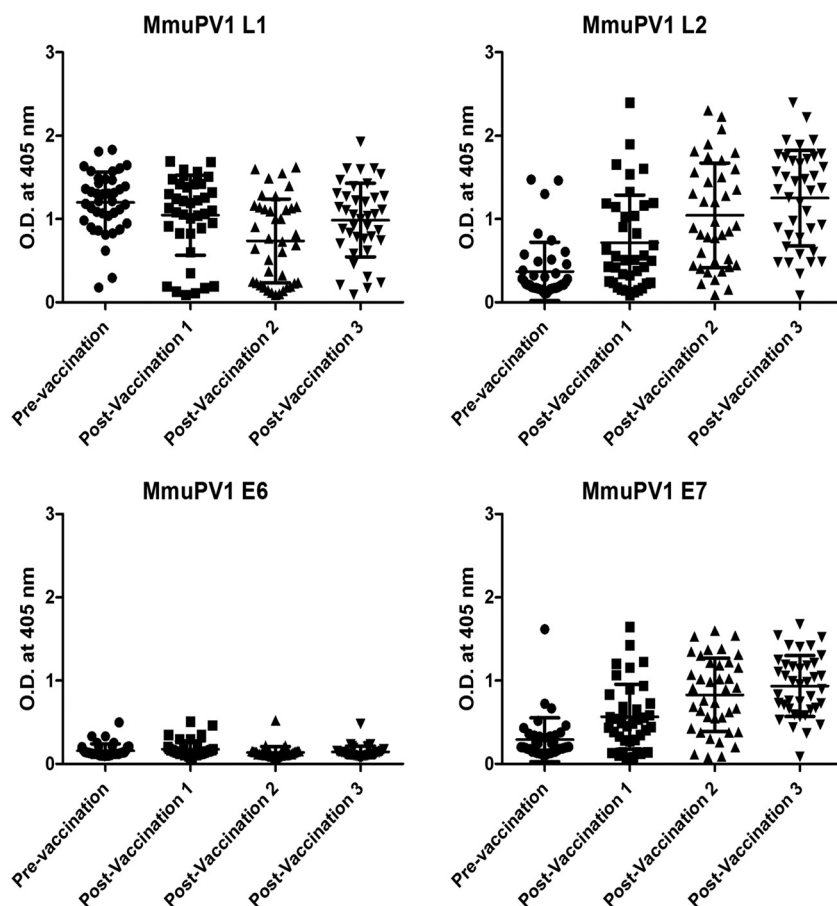 MmuPV1 L1
3
2
1
0
O.D. at 405 nm
Pre-vaccination
Post-Vaccination 1
Post-Vaccination 2
Post-Vaccination 3
MmuPV1 L2
3
2
1
0
O.D. at 405 nm
Pre-vaccination
Post-Vaccination 1
Post-Vaccination 2
Post-Vaccination 3
MmuPV1 E6
3
2
1
0
O.D. at 405 nm
Pre-vaccination
Post-Vaccination 1
Post-Vaccination 2
Post-Vaccination 3
MmuPV1 E7
3
2
1
0
O.D. at 405 nm
Pre-vaccination
Post-Vaccination 1
Post-Vaccination 2
Post-Vaccination 3